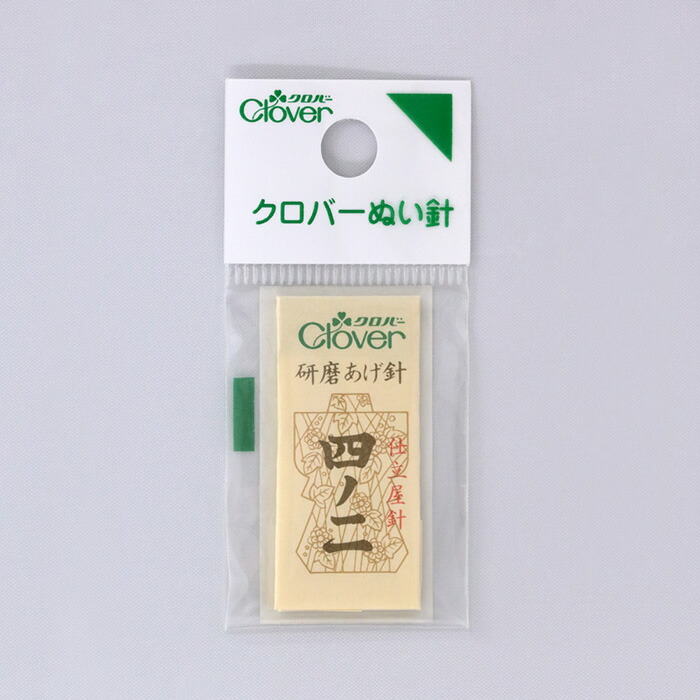 クロバー
Clover
クロバーぬい針
クロバー
Clover
研磨あげ針
四ノ二
仕立屋針